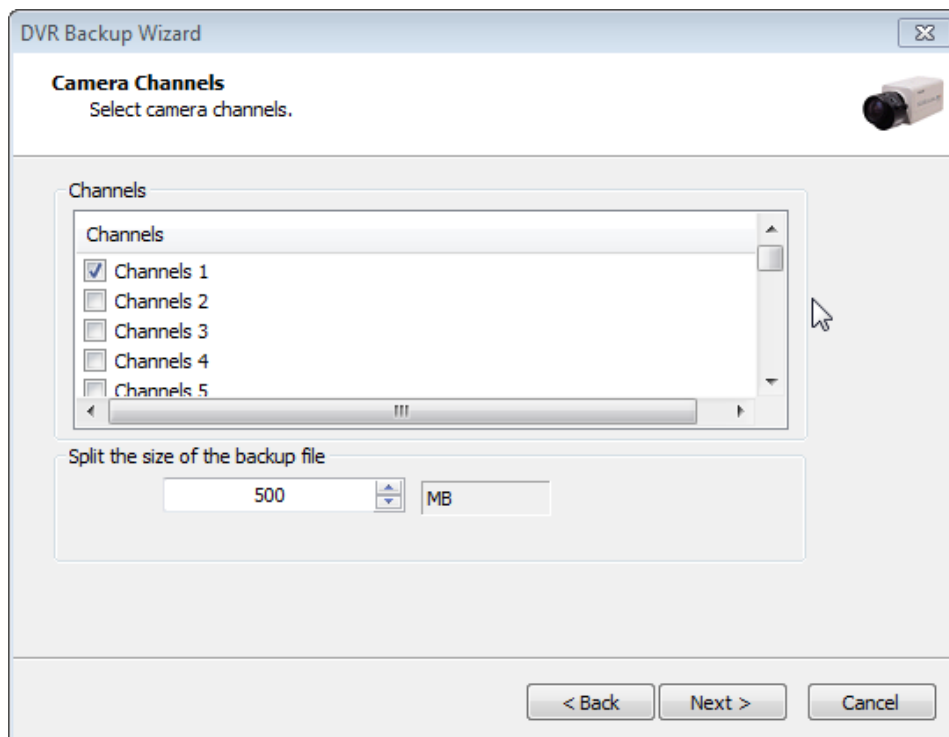 DVR Backup Wizard
Camera Channels
Select camera channels.
Channels
Channels
Channels 1
Channels 2
Channels 3
Channels 4
Channels 5
Split the size of the backup file
500 MB
< Back Next > Cancel